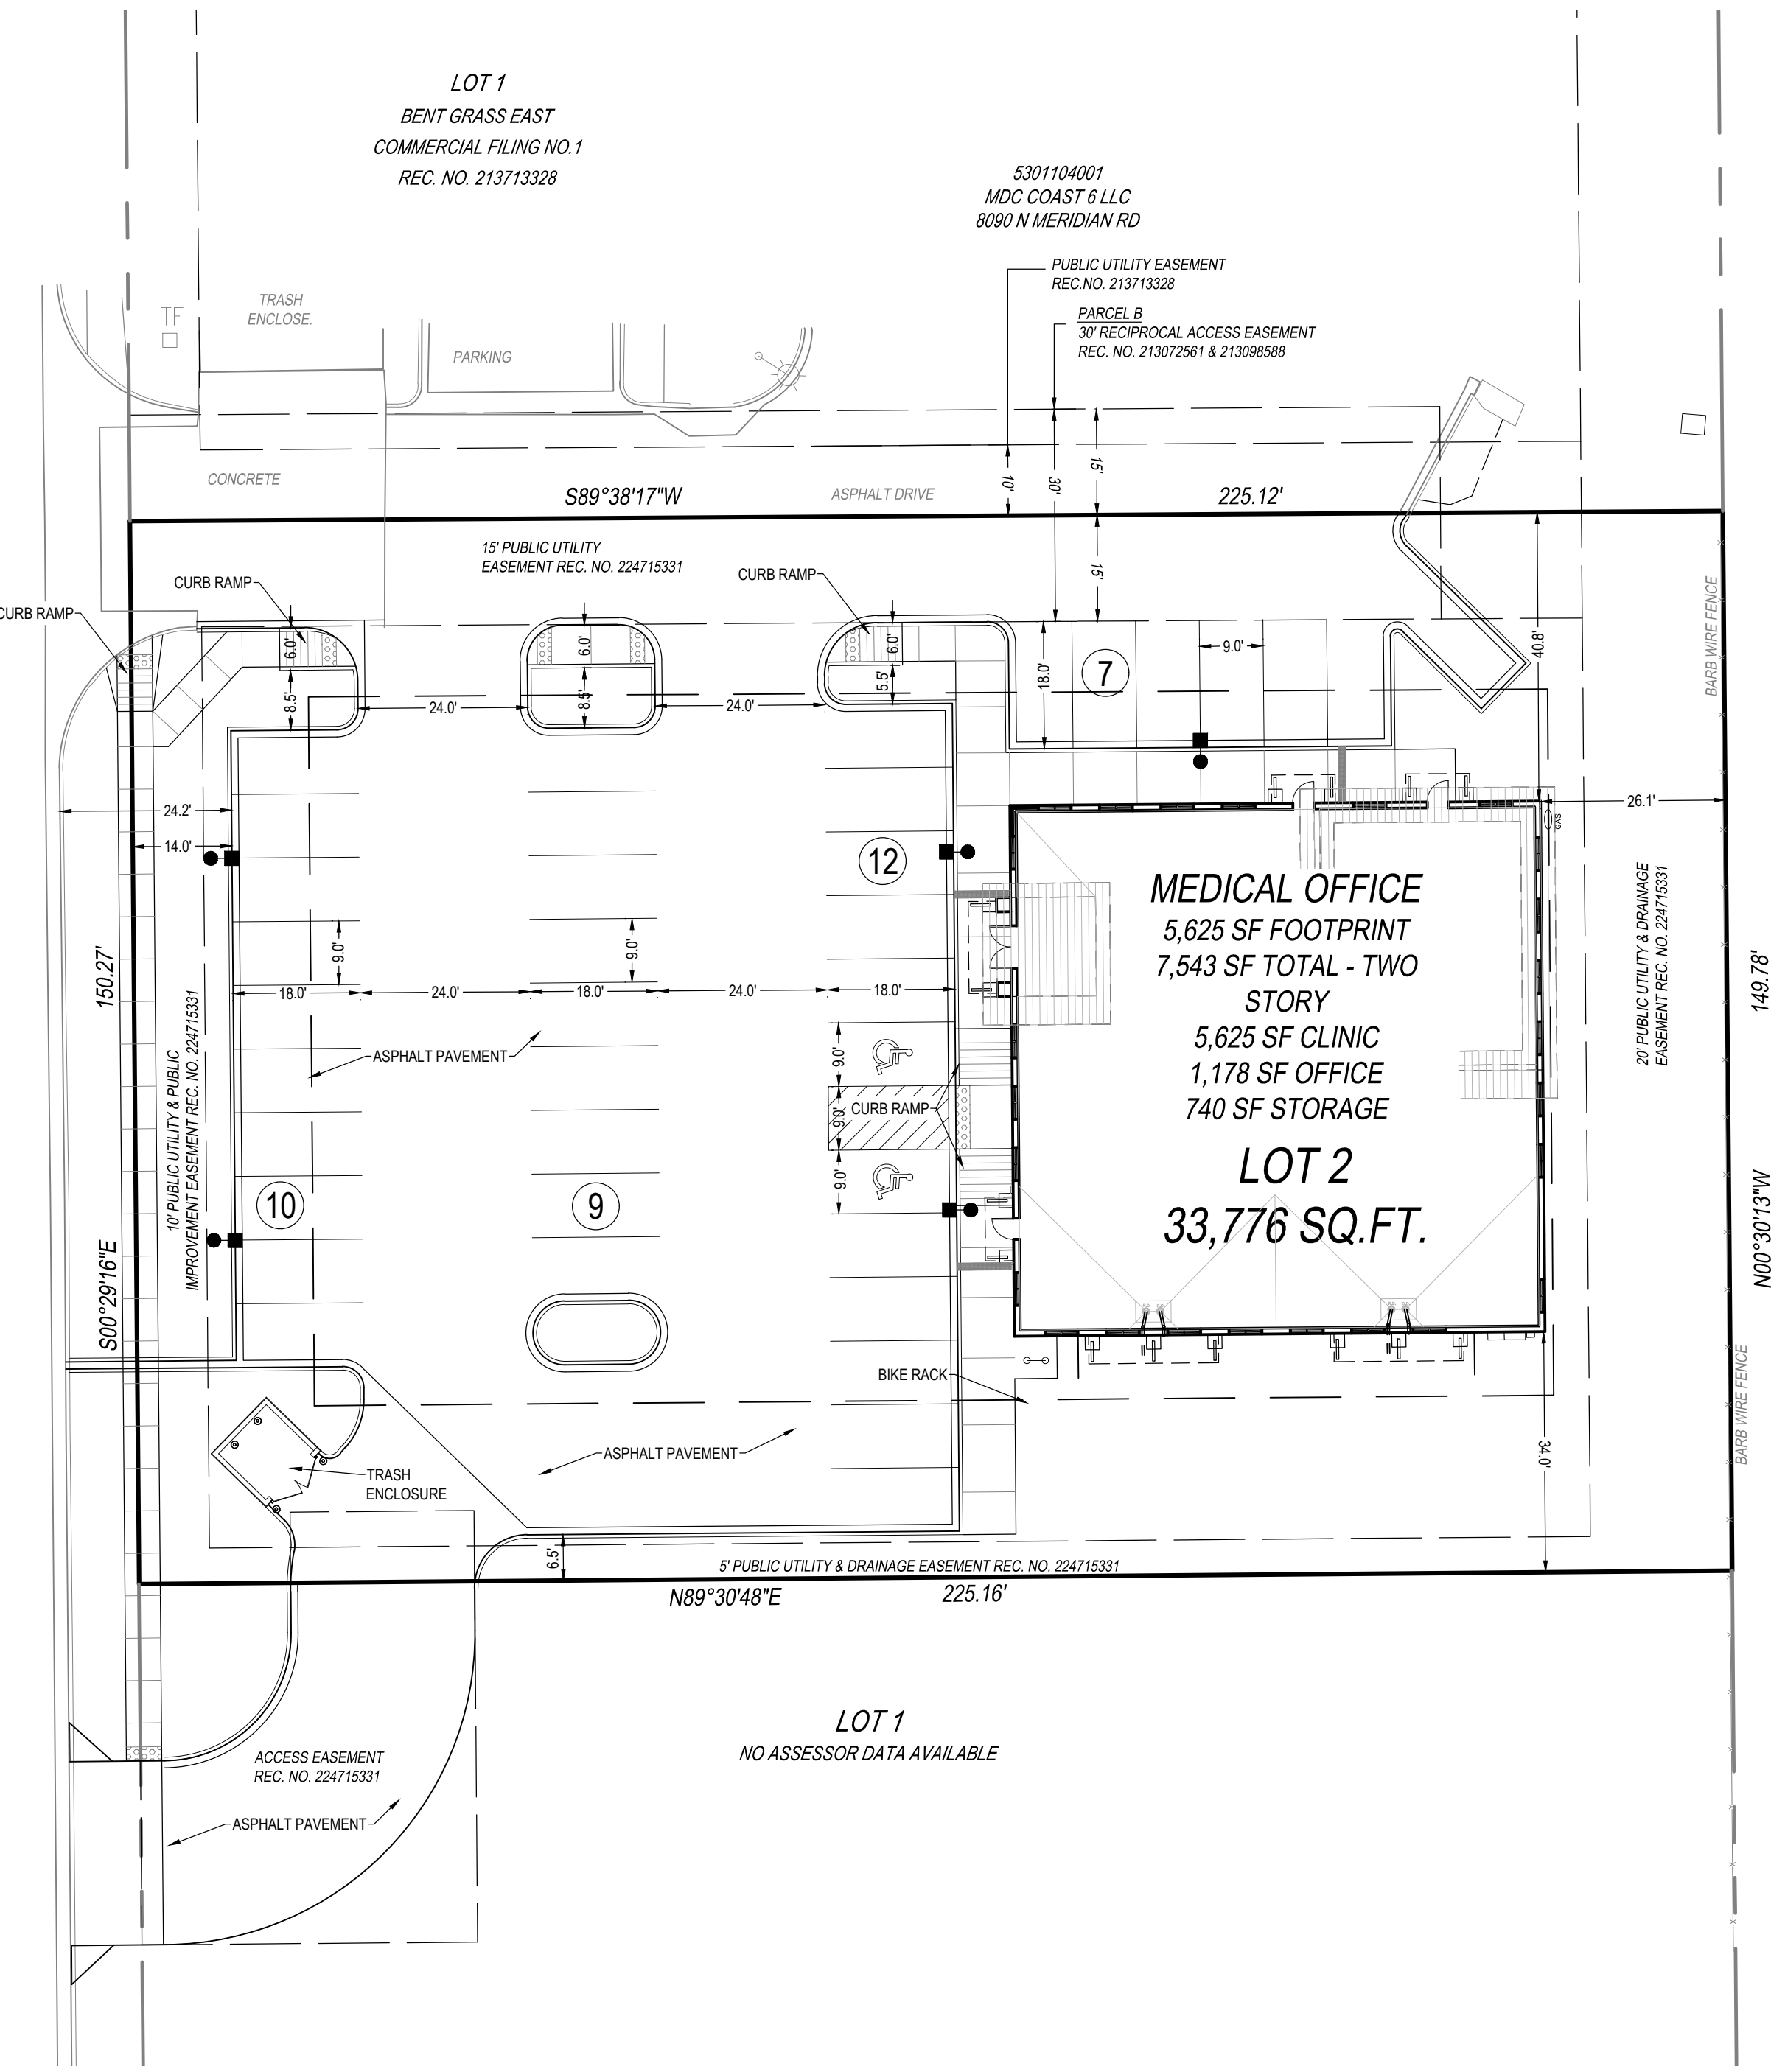 LOT 1
BENT GRASS EAST
COMMERCIAL FILING NO.1
REC. NO. 213713328
5301104001
MDC COAST 6 LLC
8090 N MERIDIAN RD
PUBLIC UTILITY EASEMENT
REC.NO. 213713328
PARCEL B
30' RECIPROCAL ACCESS EASEMENT
REC. NO. 213072561 & 213098588
TRASH
ENCLOSE.
TF
PARKING
CONCRETE
S89°38'17"W
ASPHALT DRIVE
10'
30'
15'
225.12'
15' PUBLIC UTILITY
EASEMENT REC. NO. 224715331
15'
CURB RAMP
CURB RAMP
CURB RAMP
6.0'
6.0'
6.0'
8.5'
8.5'
5.5'
24.0'
24.0'
18.0'
7
9.0'
40.8'
BARB WIRE FENCE
24.2'
14.0'
26.1'
GAS
12
MEDICAL OFFICE
5,625 SF FOOTPRINT
7,543 SF TOTAL - TWO
STORY
5,625 SF CLINIC
1,178 SF OFFICE
740 SF STORAGE
LOT 2
33,776 SQ.FT.
20' PUBLIC UTILITY & DRAINAGE
EASEMENT REC. NO. 224715331
150.27'
S00°29'16"E
149.78'
N00°30'13"W
10' PUBLIC UTILITY & PUBLIC
IMPROVEMENT EASEMENT REC. NO. 224715331
9.0'
9.0'
18.0'
24.0'
18.0'
24.0'
18.0'
ASPHALT PAVEMENT
9.0'
9.0'
9.0'
CURB RAMP
10
9
BIKE RACK
BARB WIRE FENCE
34.0'
ASPHALT PAVEMENT
TRASH
ENCLOSURE
6.5'
5' PUBLIC UTILITY & DRAINAGE EASEMENT REC. NO. 224715331
N89°30'48"E
225.16'
LOT 1
NO ASSESSOR DATA AVAILABLE
ACCESS EASEMENT
REC. NO. 224715331
ASPHALT PAVEMENT